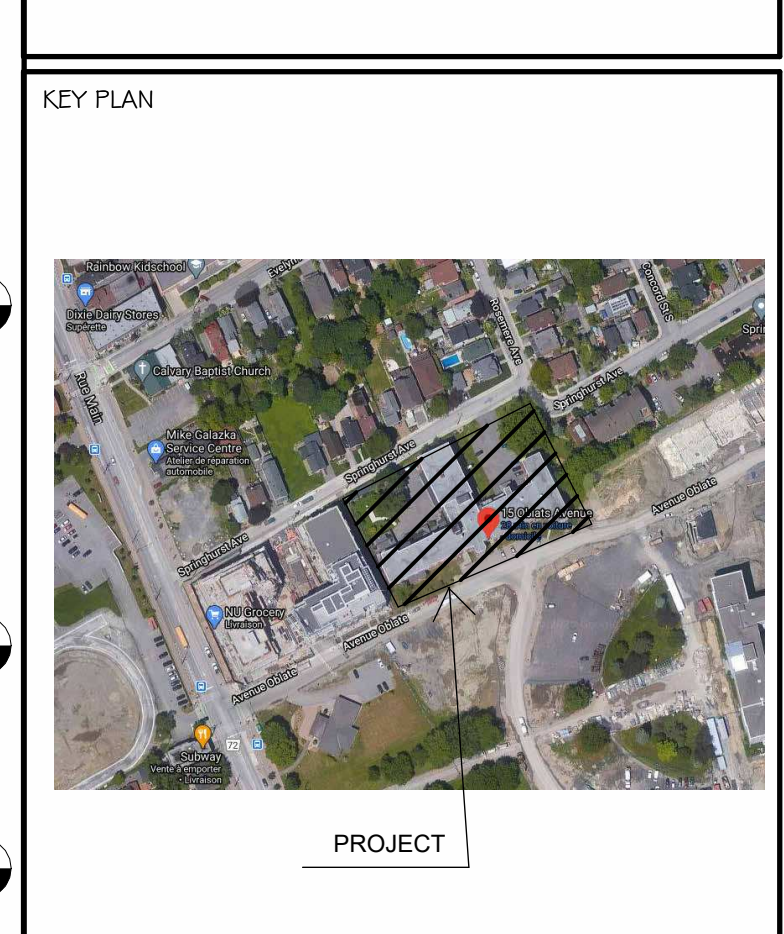 KEY PLAN
Rainbow Kidschool
Dixie Dairy Stores
Supérette
Rosemere Ave
Concord St S
Calvary Baptist Church
Rue Main
Springhurst Ave
Mike Galazka
Service Centre
Atelier de réparation
automobile
Springhurst Ave
15 Oblats Avenue
Avenue Oblate
Springhurst Ave
NU Grocery
Livraison
Avenue Oblate
Avenue Oblate
72
Subway
Vente à emporter
• Livraison
PROJECT